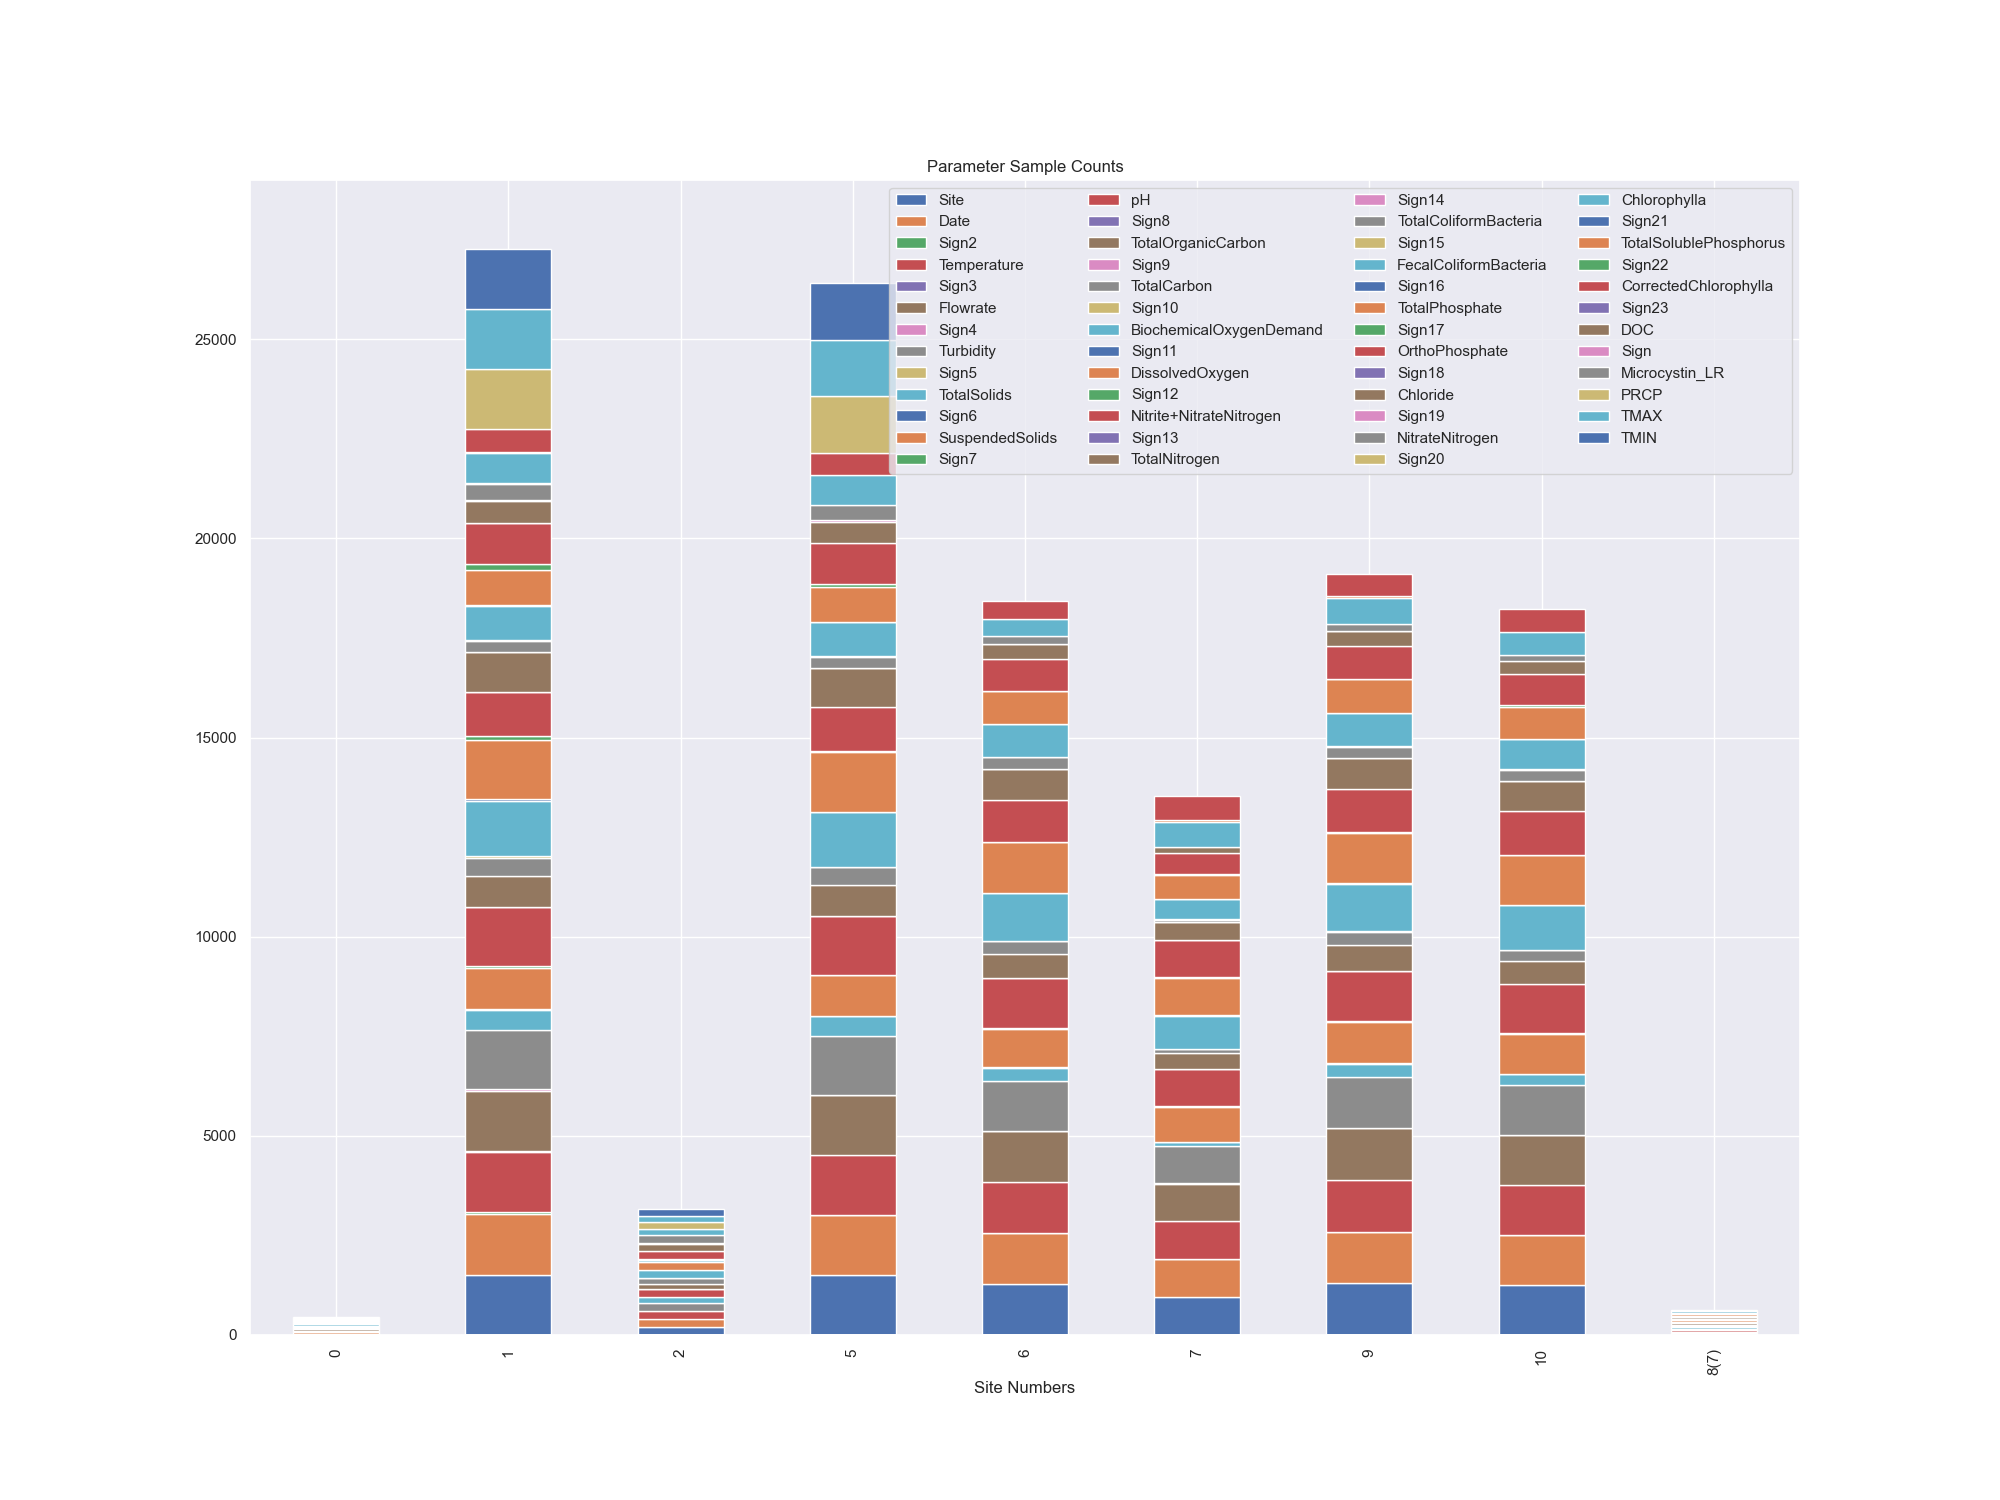 Parameter Sample Counts
Site
Date
Sign2
Temperature
Sign3
Flowrate
Sign4
Turbidity
Sign5
TotalSolids
Sign6
SuspendedSolids
Sign7
pH
Sign8
TotalOrganicCarbon
Sign9
TotalCarbon
Sign10
BiochemicalOxygenDemand
Sign11
DissolvedOxygen
Sign12
Nitrite+NitrateNitrogen
Sign13
TotalNitrogen
Sign14
TotalColiformBacteria
Sign15
FecalColiformBacteria
Sign16
TotalPhosphate
Sign17
OrthoPhosphate
Sign18
Chloride
Sign19
NitrateNitrogen
Sign20
Chlorophylla
Sign21
TotalSolublePhosphorus
Sign22
CorrectedChlorophylla
Sign23
DOC
Sign
Microcystin_LR
PRCP
TMAX
TMIN
25000
20000
15000
10000
5000
0
0
1
2
5
6
7
9
10
8(7)
Site Numbers